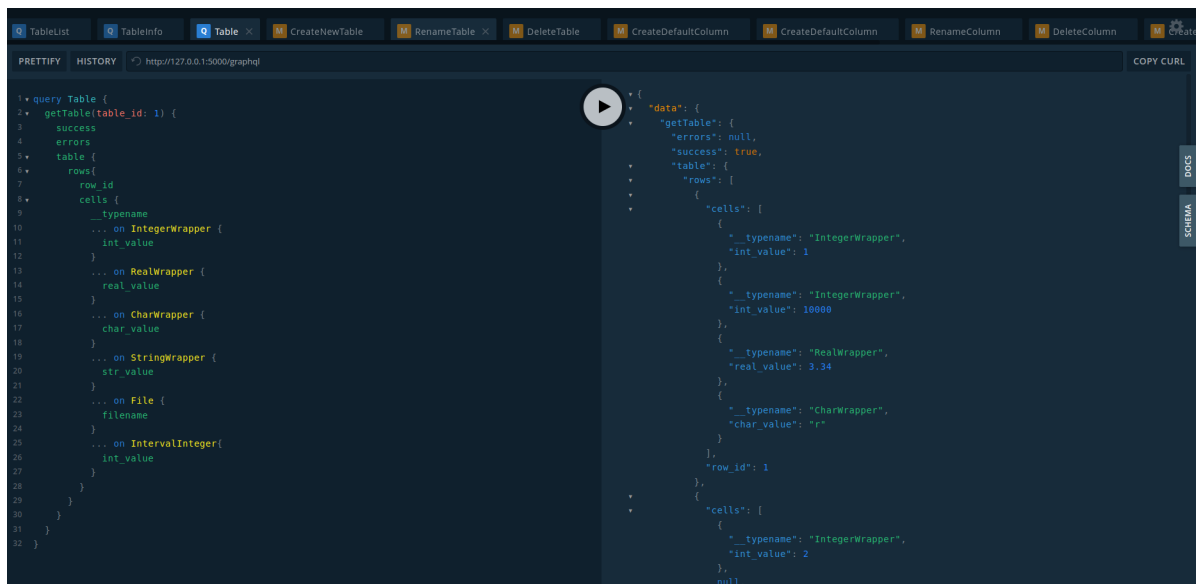 Q TableList Q TableInfo Q Table × M CreateNewTable M RenameTable × M DeleteTable M CreateDefaultColumn M CreateDefaultColumn M RenameColumn M DeleteColumn M Create
PRETTIFY HISTORY http://127.0.0.1:5000/graphql COPY CURL
1 query Table {
2 getTable(table_id: 1) {
3 success
4 errors
5 table {
6 rows{
7 row_id
8 cells {
9 __typename
10 ... on IntegerWrapper {
11 int_value
12 }
13 ... on RealWrapper {
14 real_value
15 }
16 ... on CharWrapper {
17 char_value
18 }
19 ... on StringWrapper {
20 str_value
21 }
22 ... on File {
23 filename
24 }
25 ... on IntervalInteger{
26 int_value
27 }
28 }
29 }
30 }
31 }
32 }
{
"data": {
"getTable": {
"errors": null,
"success": true,
"table": {
"rows": [
{
"cells": [
{
"__typename": "IntegerWrapper",
"int_value": 1
},
{
"__typename": "IntegerWrapper",
"int_value": 10000
},
{
"__typename": "RealWrapper",
"real_value": 3.34
},
{
"__typename": "CharWrapper",
"char_value": "r"
}
],
"row_id": 1
},
{
"cells": [
{
"__typename": "IntegerWrapper",
"int_value": 2
},
null
DOCS
SCHEMA